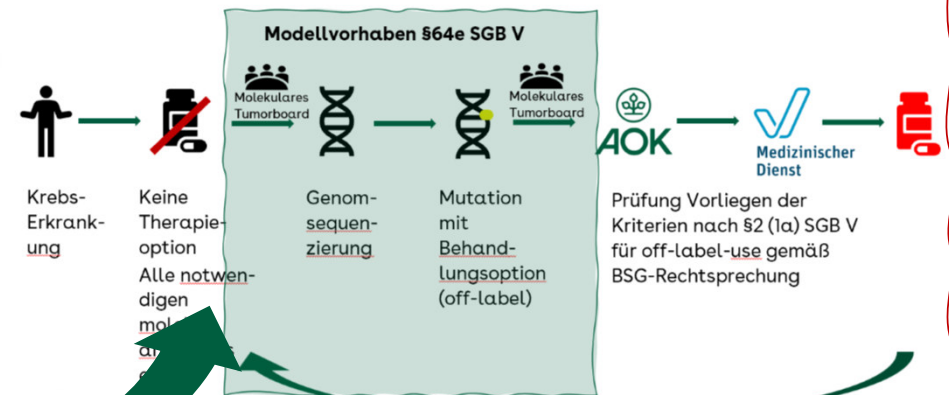 Modellvorhaben §64e SGB V
Molekulares
Tumorboard
Molekulares
Tumorboard
AOK
Medizinischer
Dienst
Krebs-
Erkrank-
ung
Keine
Therapie-
option
Alle notwen-
digen
Genom-
sequen-
zierung
Mutation
mit
Behand-
lungsoption
(off-label)
Prüfung Vorliegen der
Kriterien nach §2 (1a) SGB V
für off-label-use gemäß
BSG-Rechtsprechung